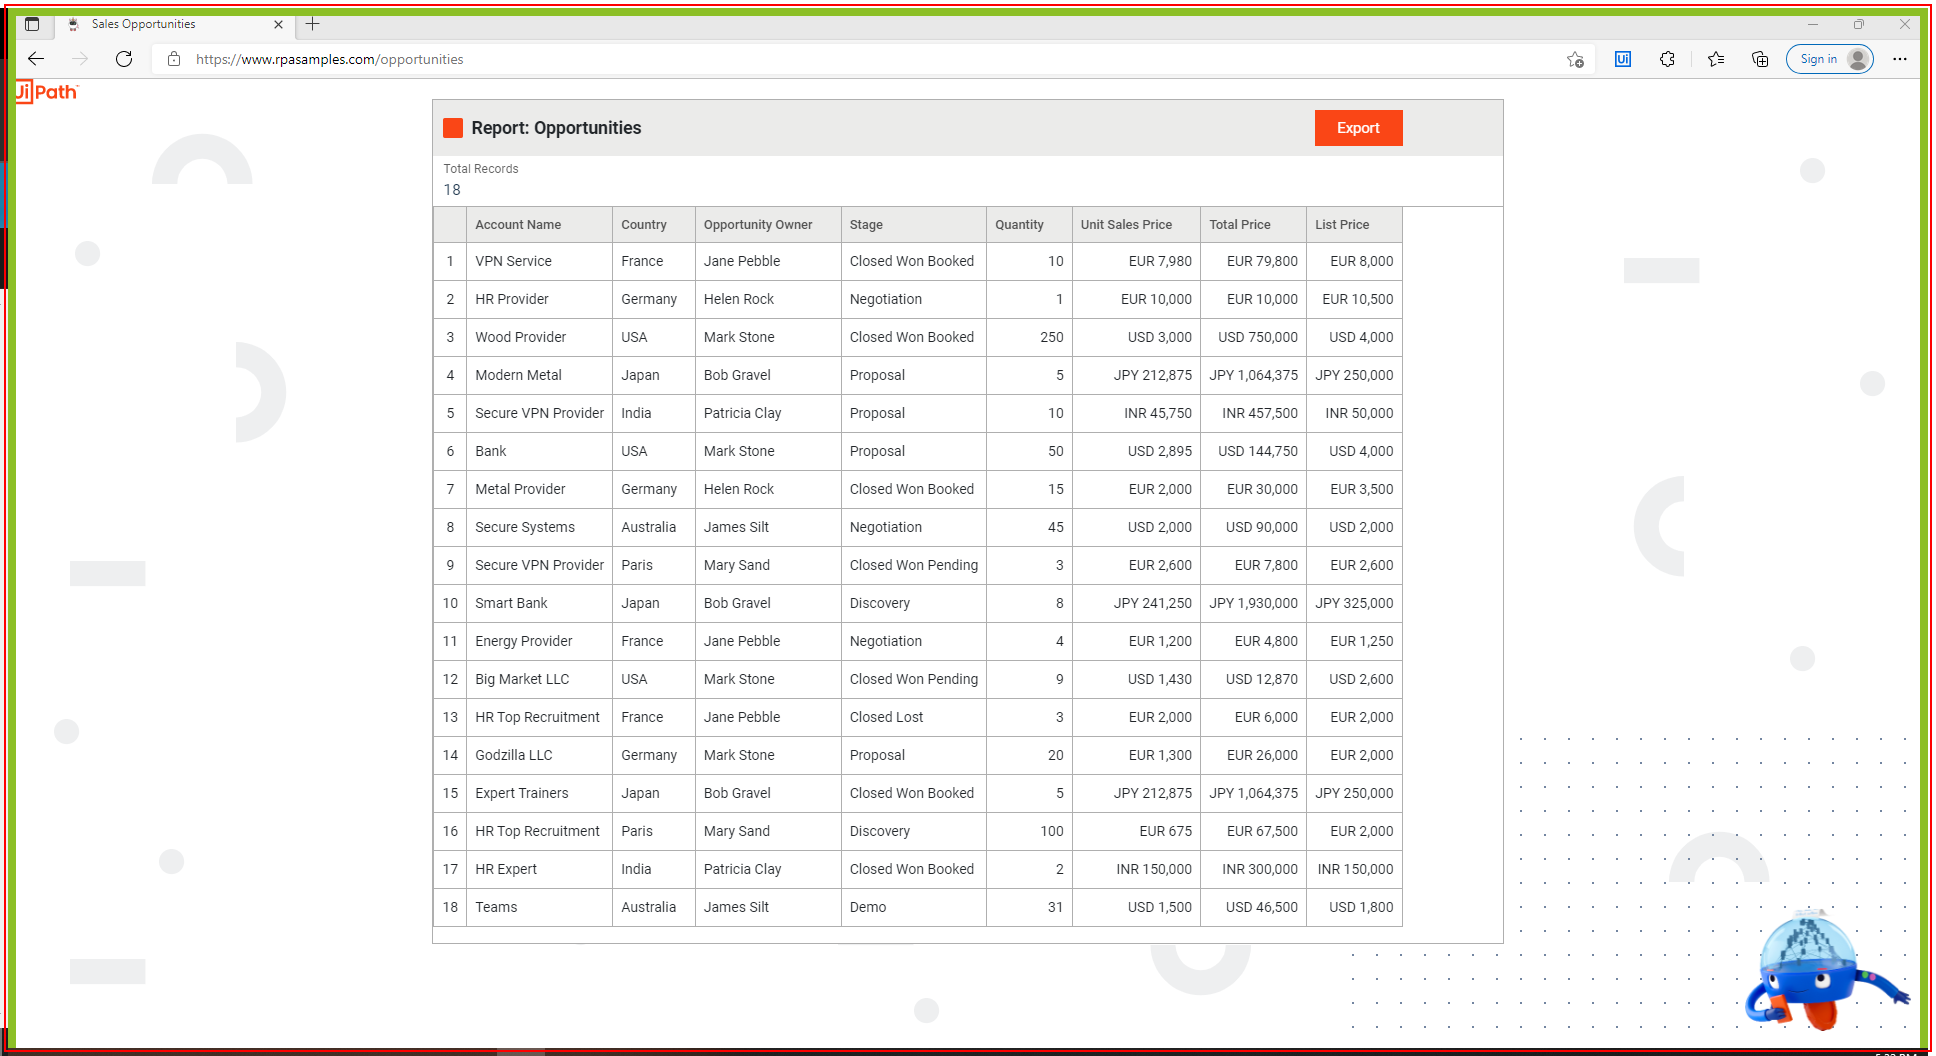 Sales Opportunities
https://www.rpasamples.com/opportunities
Ui
Sign in
UiPath
Report: Opportunities
Export
Total Records
18
Account Name Country Opportunity Owner Stage Quantity Unit Sales Price Total Price List Price
1 VPN Service France Jane Pebble Closed Won Booked 10 EUR 7,980 EUR 79,800 EUR 8,000
2 HR Provider Germany Helen Rock Negotiation 1 EUR 10,000 EUR 10,000 EUR 10,500
3 Wood Provider USA Mark Stone Closed Won Booked 250 USD 3,000 USD 750,000 USD 4,000
4 Modern Metal Japan Bob Gravel Proposal 5 JPY 212,875 JPY 1,064,375 JPY 250,000
5 Secure VPN Provider India Patricia Clay Proposal 10 INR 45,750 INR 457,500 INR 50,000
6 Bank USA Mark Stone Proposal 50 USD 2,895 USD 144,750 USD 4,000
7 Metal Provider Germany Helen Rock Closed Won Booked 15 EUR 2,000 EUR 30,000 EUR 3,500
8 Secure Systems Australia James Silt Negotiation 45 USD 2,000 USD 90,000 USD 2,000
9 Secure VPN Provider Paris Mary Sand Closed Won Pending 3 EUR 2,600 EUR 7,800 EUR 2,600
10 Smart Bank Japan Bob Gravel Discovery 8 JPY 241,250 JPY 1,930,000 JPY 325,000
11 Energy Provider France Jane Pebble Negotiation 4 EUR 1,200 EUR 4,800 EUR 1,250
12 Big Market LLC USA Mark Stone Closed Won Pending 9 USD 1,430 USD 12,870 USD 2,600
13 HR Top Recruitment France Jane Pebble Closed Lost 3 EUR 2,000 EUR 6,000 EUR 2,000
14 Godzilla LLC Germany Mark Stone Proposal 20 EUR 1,300 EUR 26,000 EUR 2,000
15 Expert Trainers Japan Bob Gravel Closed Won Booked 5 JPY 212,875 JPY 1,064,375 JPY 250,000
16 HR Top Recruitment Paris Mary Sand Discovery 100 EUR 675 EUR 67,500 EUR 2,000
17 HR Expert India Patricia Clay Closed Won Booked 2 INR 150,000 INR 300,000 INR 150,000
18 Teams Australia James Silt Demo 31 USD 1,500 USD 46,500 USD 1,800